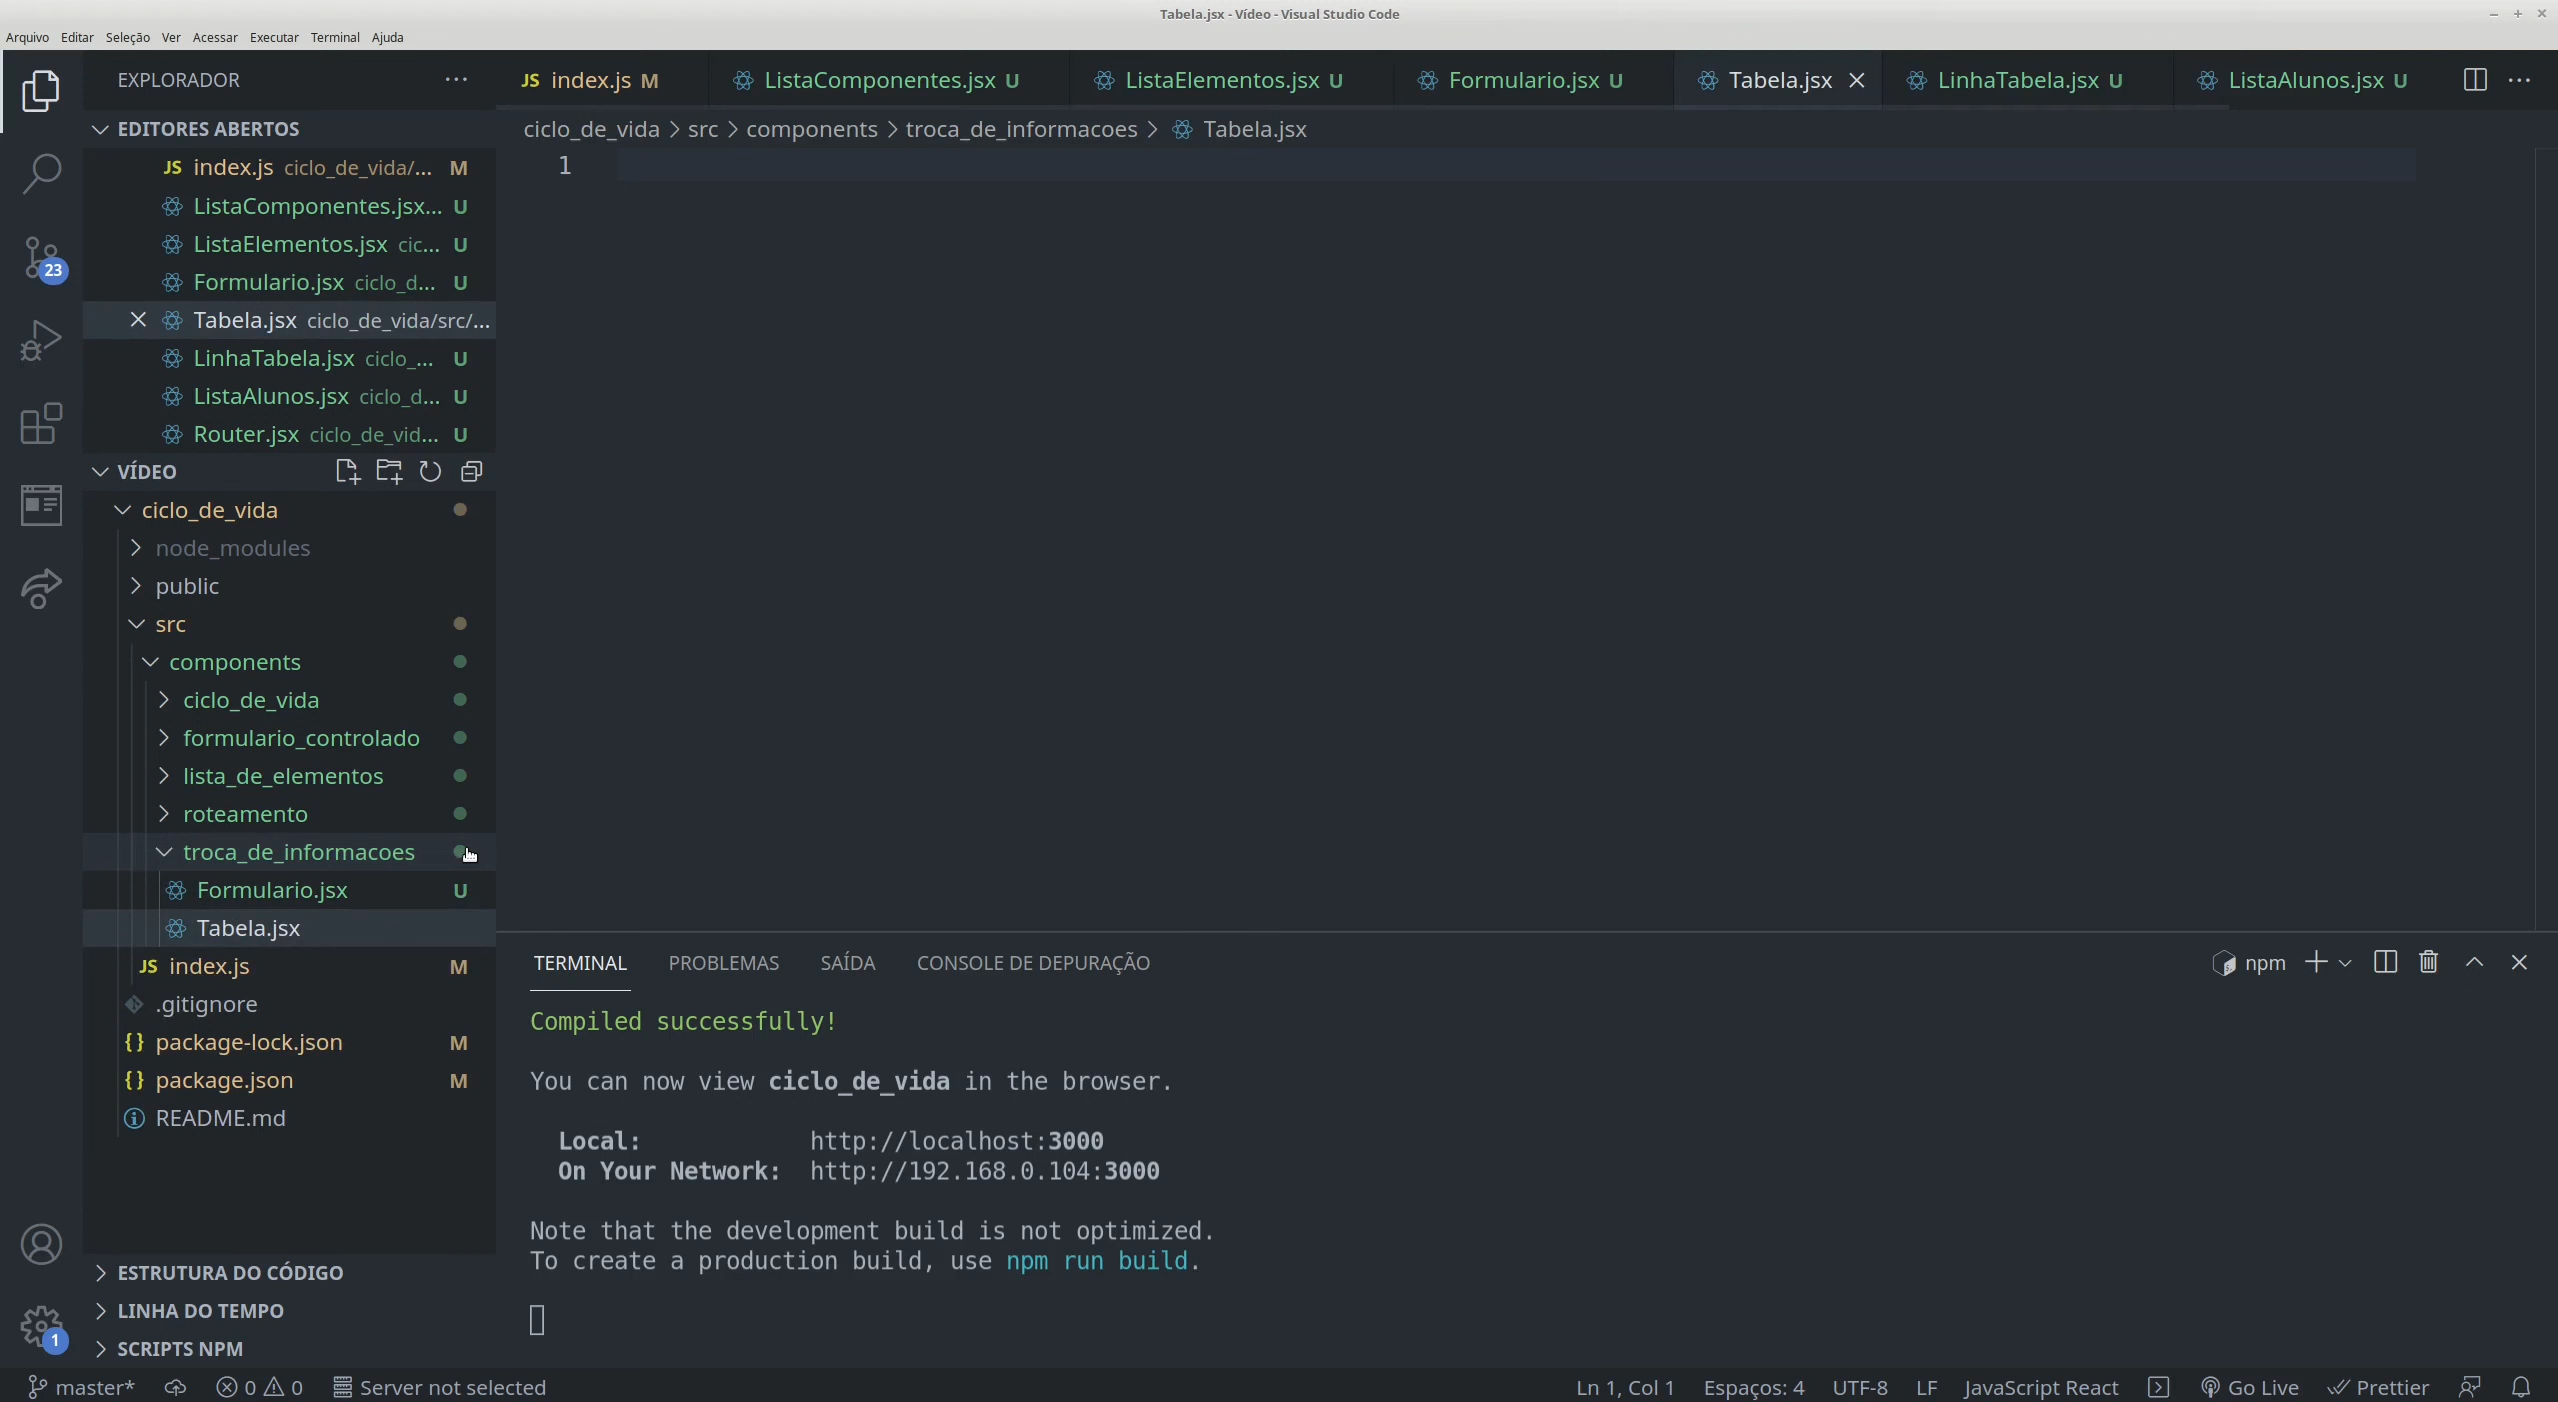 Tabela.jsx - Vídeo - Visual Studio Code
Arquivo Editar Seleção Ver Acessar Executar Terminal Ajuda
EXPLORADOR
JS index.js M
ListaComponentes.jsx U
ListaElementos.jsx U
Formulario.jsx U
Tabela.jsx
LinhaTabela.jsx U
ListaAlunos.jsx U
ciclo_de_vida > src > components > troca_de_informacoes > Tabela.jsx
1
EDITORES ABERTOS
JS index.js ciclo_de_vida/... M
ListaComponentes.jsx... U
ListaElementos.jsx cic... U
Formulario.jsx ciclo_d... U
Tabela.jsx ciclo_de_vida/src/...
LinhaTabela.jsx ciclo_... U
ListaAlunos.jsx ciclo_d... U
Router.jsx ciclo_de_vid... U
VÍDEO
ciclo_de_vida
node_modules
public
src
components
ciclo_de_vida
formulario_controlado
lista_de_elementos
roteamento
troca_de_informacoes
Formulario.jsx U
Tabela.jsx
JS index.js M
.gitignore
{} package-lock.json M
{} package.json M
README.md
ESTRUTURA DO CÓDIGO
LINHA DO TEMPO
SCRIPTS NPM
23
1
TERMINAL PROBLEMAS SAÍDA CONSOLE DE DEPURAÇÃO
npm
Compiled successfully!
You can now view ciclo_de_vida in the browser.
Local: http://localhost:3000
On Your Network: http://192.168.0.104:3000
Note that the development build is not optimized.
To create a production build, use npm run build.
master* 0 0 Server not selected
Ln 1, Col 1 Espaços: 4 UTF-8 LF JavaScript React Go Live Prettier